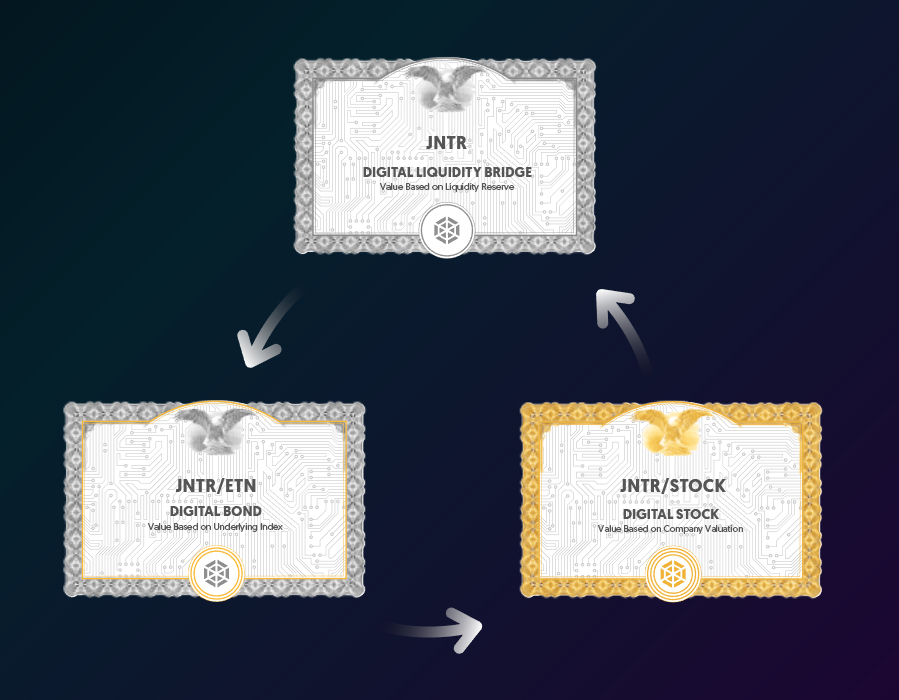 JNTR
DIGITAL LIQUIDITY BRIDGE
Value Based on Liquidity Reserve
JNTR/ETN
DIGITAL BOND
Value Based on Underlying Index
JNTR/STOCK
DIGITAL STOCK
Value Based on Company Valuation